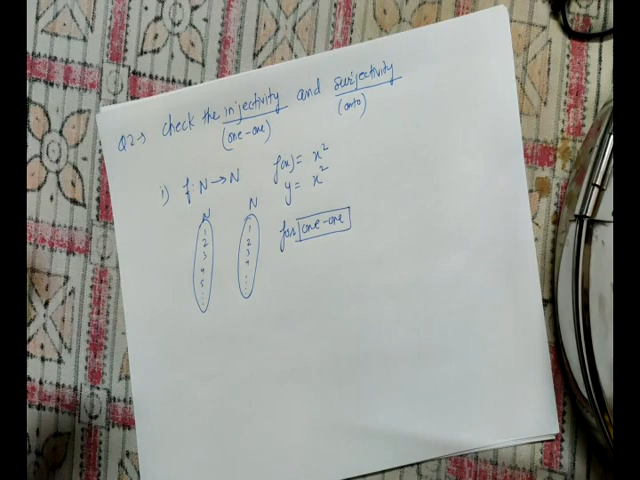 Q2→ check the injectivity and surjectivity
(one-one) (onto)
i) f: N→N f(x) = x²
y = x²
N N
for one-one
1 1
2 2
3 3
4 4
5 :
: